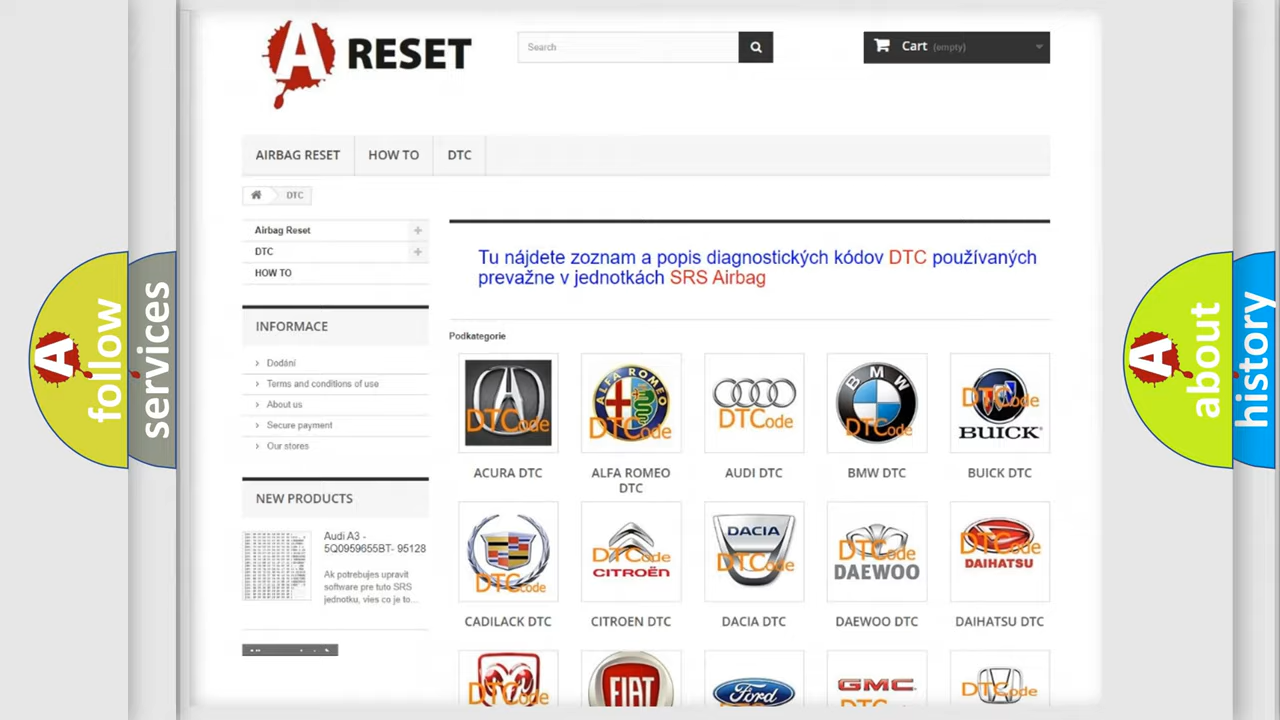 A RESET
Search
Cart (empty)
AIRBAG RESET
HOW TO
DTC
DTC
Airbag Reset
DTC
HOW TO
INFORMACE
Dodání
Terms and conditions of use
About us
Secure payment
Our stores
NEW PRODUCTS
Audi A3 -
5Q0959655BT- 95128
Ak potrebujes upravit
software pre tuto SRS
jednotku, vies co je to...
Tu nájdete zoznam a popis diagnostických kódov DTC používaných
prevažne v jednotkách SRS Airbag
Podkategorie
DTCode
ALFA ROMEO
DTCode
DTCode
BMW
DTCode
DTCode
BUICK
ACURA DTC
ALFA ROMEO
DTC
AUDI DTC
BMW DTC
BUICK DTC
DTCode
DTCode
CITROËN
DACIA
DTCode
DTCode
DAEWOO
DTCode
DAIHATSU
CADILACK DTC
CITROEN DTC
DACIA DTC
DAEWOO DTC
DAIHATSU DTC
DTCode
FIAT
Ford
GMC
DTCode
A follow
services
A about
history